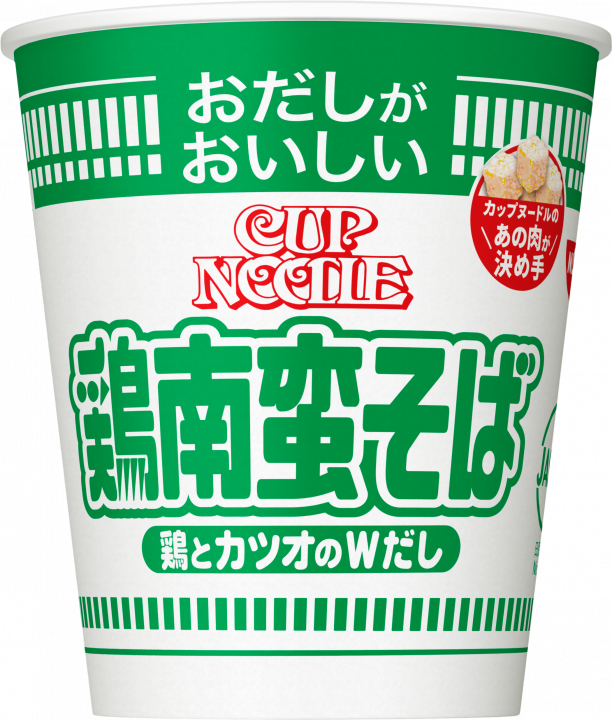 おだしが
おいしい
カップヌードルの
あの肉が
決め手
CUP
NOODLE
鶏南蛮そば
鶏とカツオのWだし